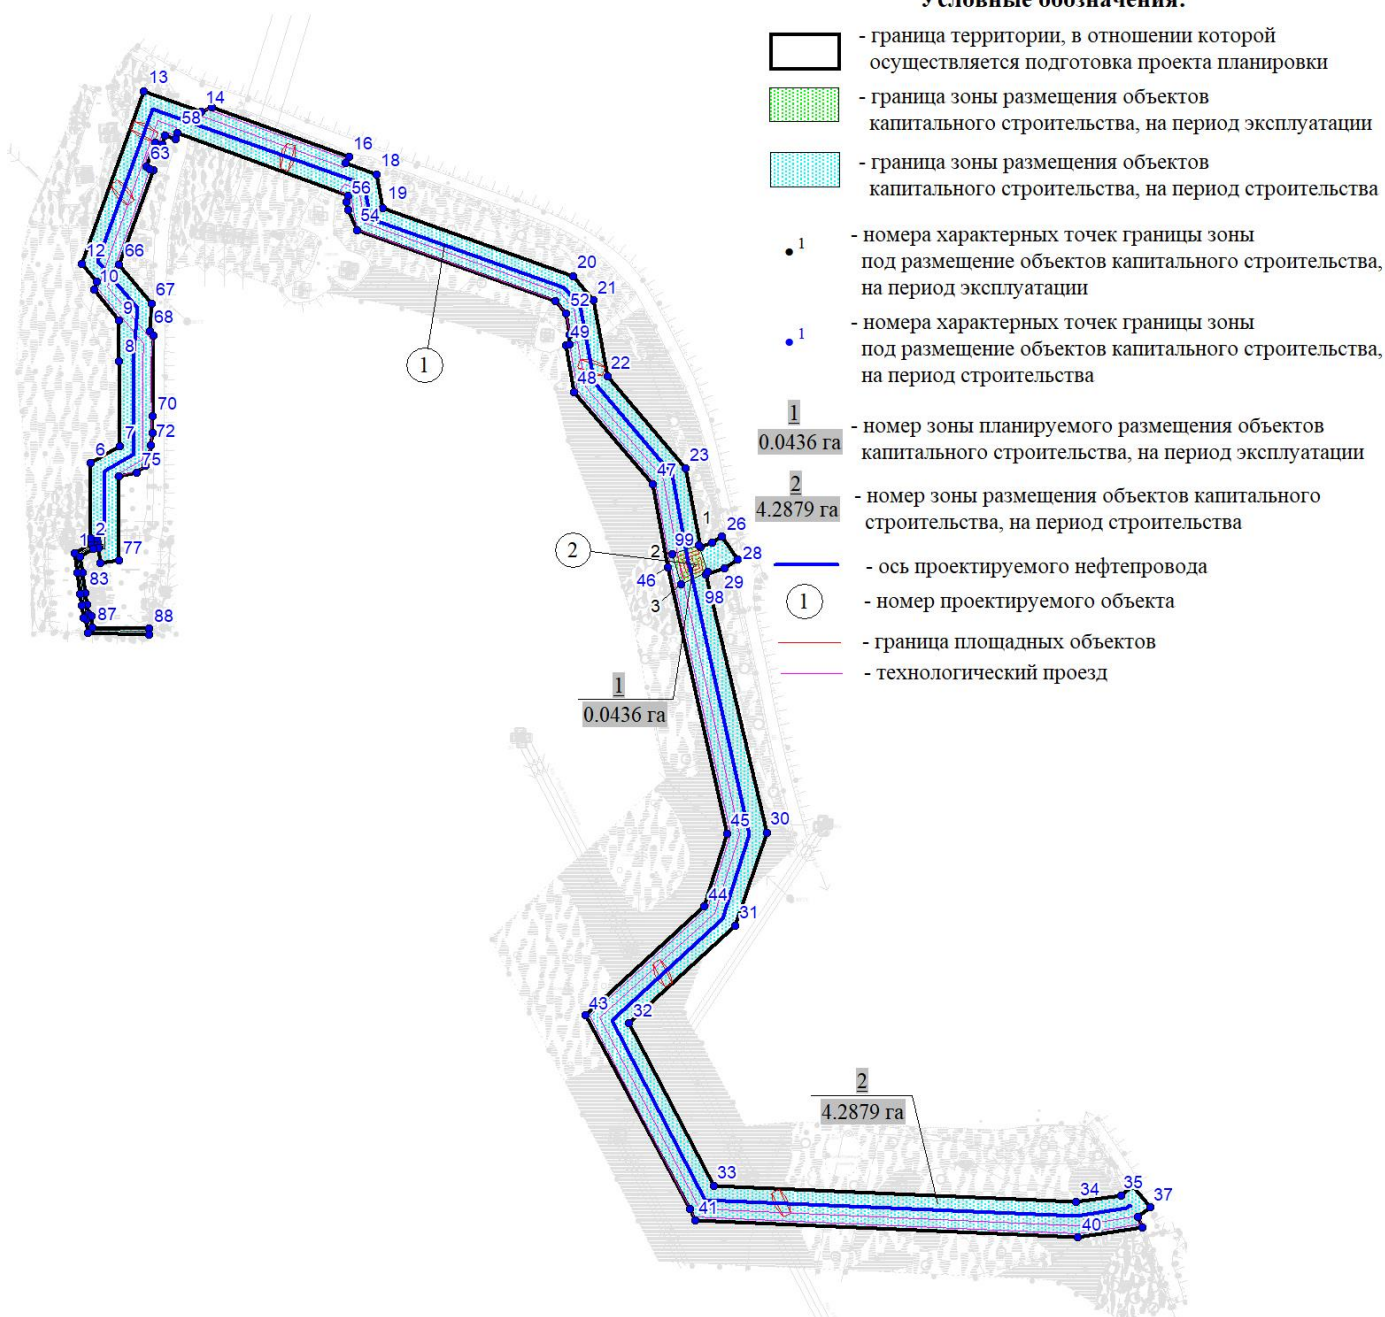 Условные обозначения:
- граница территории, в отношении которой
осуществляется подготовка проекта планировки
- граница зоны размещения объектов
капитального строительства, на период эксплуатации
- граница зоны размещения объектов
капитального строительства, на период строительства
1
- номера характерных точек границы зоны
под размещение объектов капитального строительства,
на период эксплуатации
1
- номера характерных точек границы зоны
под размещение объектов капитального строительства,
на период строительства
1
0.0436 га
- номер зоны планируемого размещения объектов
капитального строительства, на период эксплуатации
2
4.2879 га
- номер зоны размещения объектов капитального
строительства, на период строительства
- ось проектируемого нефтепровода
1
- номер проектируемого объекта
- граница площадных объектов
- технологический проезд
13
14
58
16
63
18
56
19
54
12
66
10
20
67
9
21
52
68
49
8
1
22
48
70
7
72
6
75
23
47
1
26
2
1
99
2
77
2
28
46
83
29
98
3
87
88
1
0.0436 га
45
30
44
31
43
32
2
4.2879 га
33
34
35
37
41
40